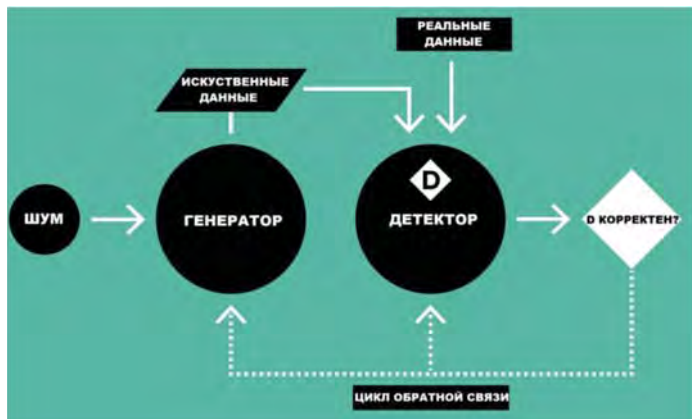 РЕАЛЬНЫЕ
ДАННЫЕ
ИСКУСТВЕННЫЕ
ДАННЫЕ
ШУМ
ГЕНЕРАТОР
D
ДЕТЕКТОР
D КОРРЕКТЕН?
ЦИКЛ ОБРАТНОЙ СВЯЗИ